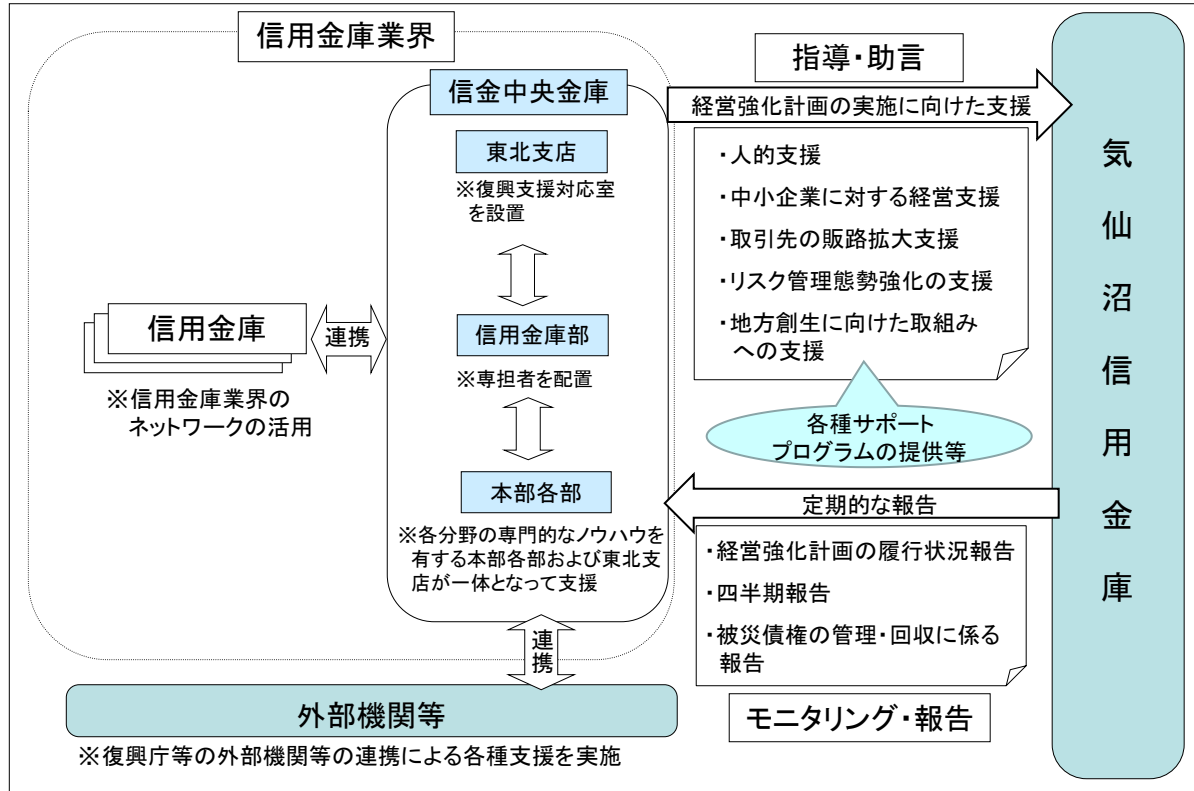 信用金庫業界
信金中央金庫
東北支店
※復興支援対応室
を設置
信用金庫部
※専担者を配置
本部各部
※各分野の専門的なノウハウを
有する本部各部および東北支
店が一体となって支援
信用金庫
※信用金庫業界の
ネットワークの活用
連携
連携
外部機関等
※復興庁等の外部機関等の連携による各種支援を実施
指導・助言
経営強化計画の実施に向けた支援
・人的支援
・中小企業に対する経営支援
・取引先の販路拡大支援
・リスク管理態勢強化の支援
・地方創生に向けた取組み
への支援
各種サポート
プログラムの提供等
定期的な報告
・経営強化計画の履行状況報告
・四半期報告
・被災債権の管理・回収に係る
報告
モニタリング・報告
気仙沼信用金庫